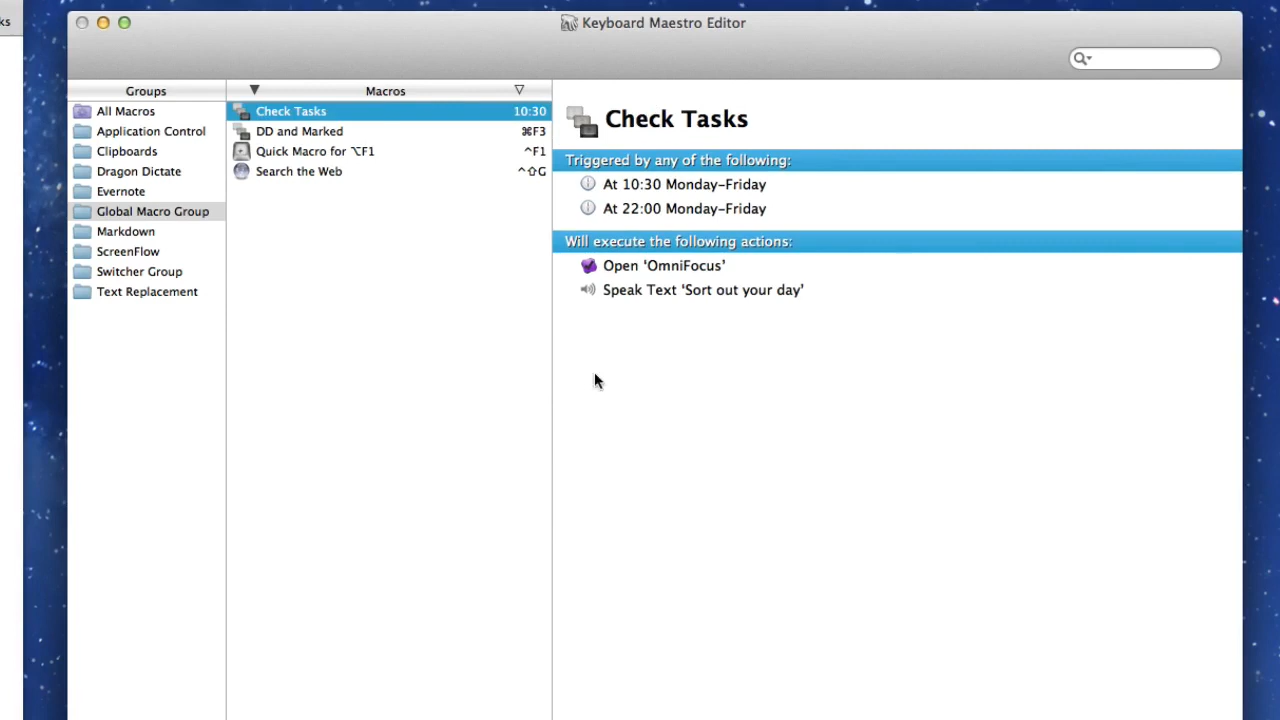 ks
Keyboard Maestro Editor
Groups
Macros
All Macros
Application Control
Clipboards
Dragon Dictate
Evernote
Global Macro Group
Markdown
ScreenFlow
Switcher Group
Text Replacement
Check Tasks 10:30
DD and Marked ⌘F3
Quick Macro for ⌥F1 ^F1
Search the Web ^⇧G
Check Tasks
Triggered by any of the following:
At 10:30 Monday–Friday
At 22:00 Monday–Friday
Will execute the following actions:
Open ‘OmniFocus’
Speak Text ‘Sort out your day’